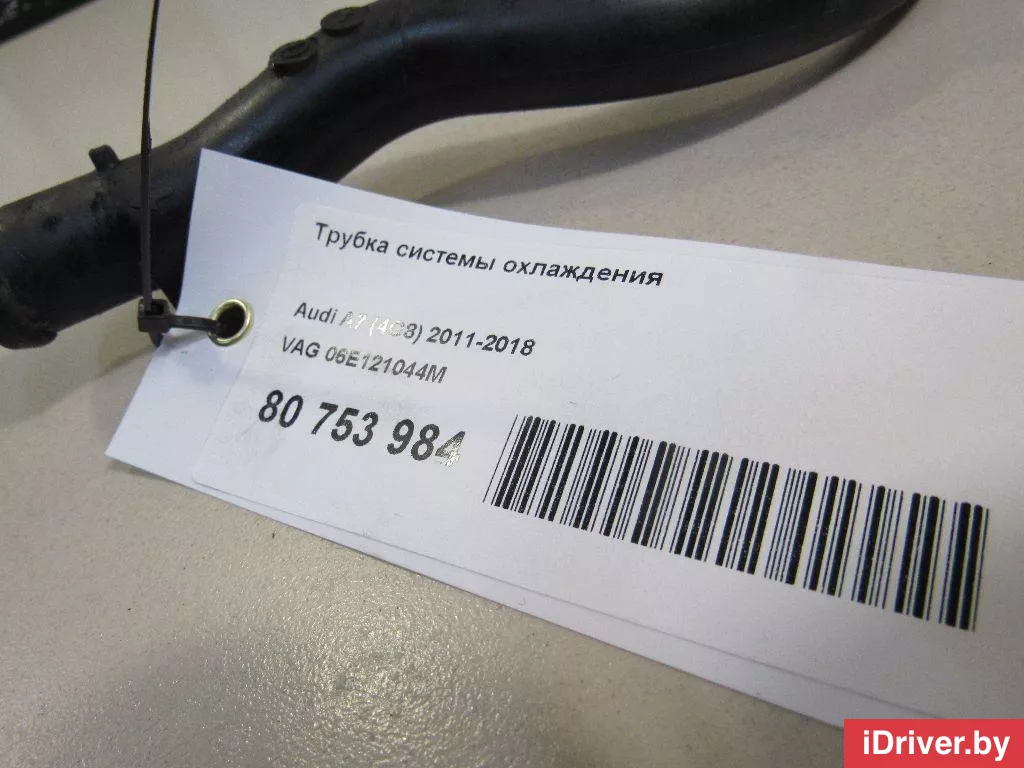 Трубка системы охлаждения
Audi A7 (4G8) 2011-2018
VAG 06E121044M
80 753 984
iDriver.by